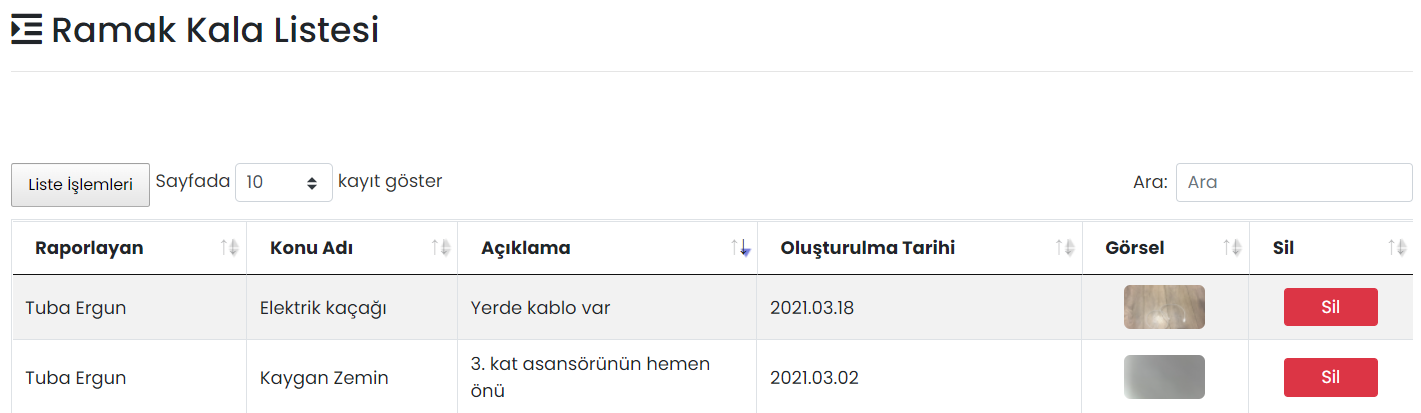 Ramak Kala Listesi
Liste İşlemleri Sayfada 10 kayıt göster Ara: Ara
Raporlayan Konu Adı Açıklama Oluşturulma Tarihi Görsel Sil
Tuba Ergun Elektrik kaçağı Yerde kablo var 2021.03.18 Sil
Tuba Ergun Kaygan Zemin 3. kat asansörünün hemen 2021.03.02 Sil
önü